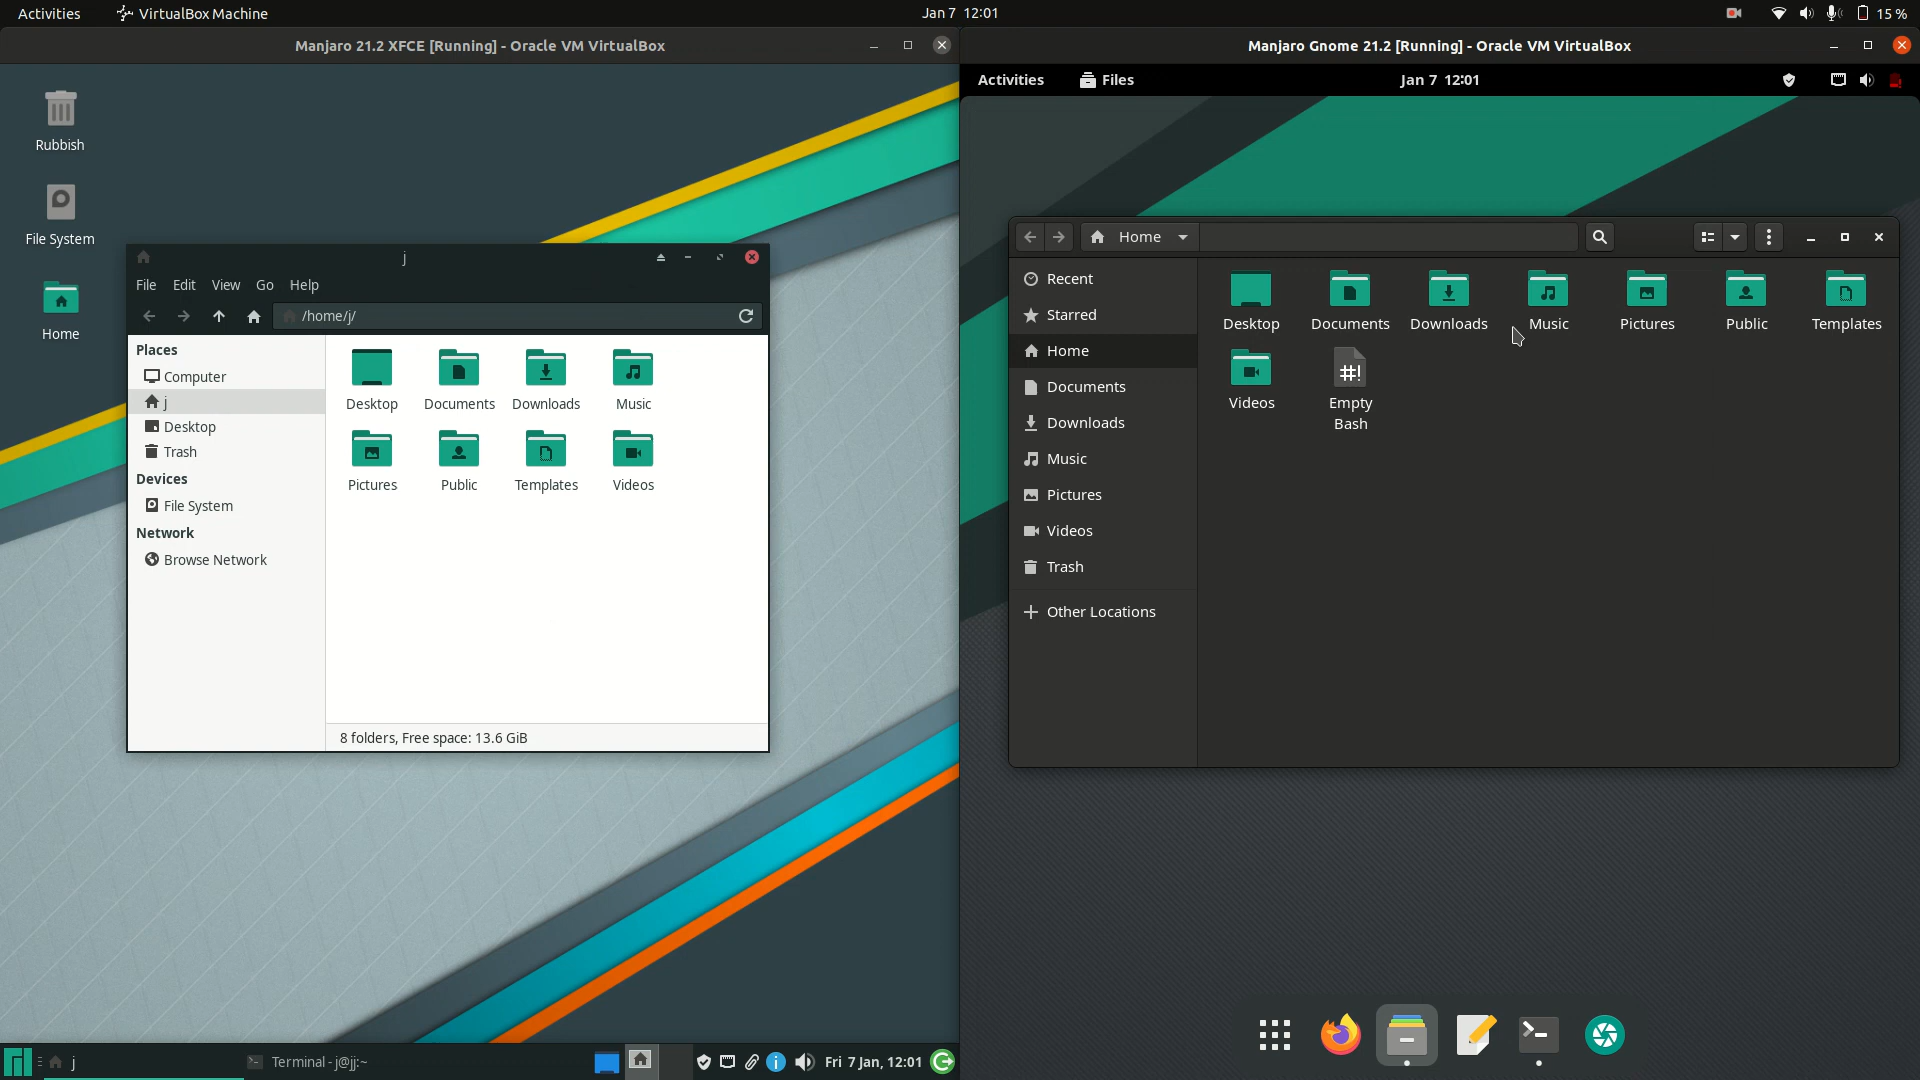 Activities
VirtualBox Machine
Jan 7 12:01
15 %
Manjaro 21.2 XFCE [Running] - Oracle VM VirtualBox
Rubbish
File System
Home
j
File Edit View Go Help
/home/j/
Places
Computer
j
Desktop
Trash
Devices
File System
Network
Browse Network
Desktop Documents Downloads Music
Pictures Public Templates Videos
8 folders, Free space: 13.6 GiB
j
Terminal - j@jj:~
Fri 7 Jan, 12:01
Manjaro Gnome 21.2 [Running] - Oracle VM VirtualBox
Activities
Files
Jan 7 12:01
Home
Recent
Starred
Home
Documents
Downloads
Music
Pictures
Videos
Trash
Other Locations
Desktop Documents Downloads Music Pictures Public Templates
#!
Videos Empty
Bash